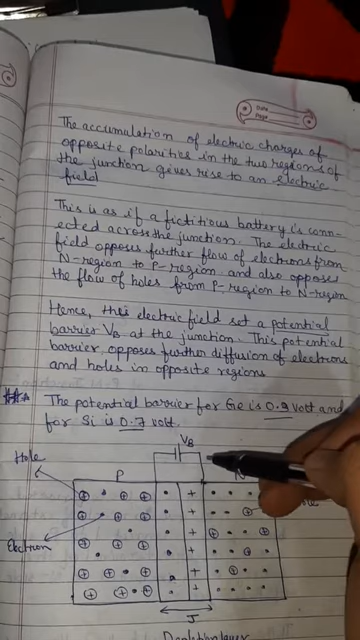 Date
Page
The accumulation of electric charges of
opposite polarities in the two regions of
the junction gives rise to an electric
field
This is as if a fictitious battery is conn-
ected across the junction. The electric
field opposes further flow of electrons from
N-region to P-region and also opposes
the flow of holes from P-region to N-region
Hence, this electric field set a potential
barrier VB at the junction. This potential
barrier, opposes further diffusion of electrons
and holes in opposite regions
The potential barrier for Ge is 0.9 volt and
for Si is 0.7 volt.
VB
Hole
P
N
Electron
J
Depletion layer